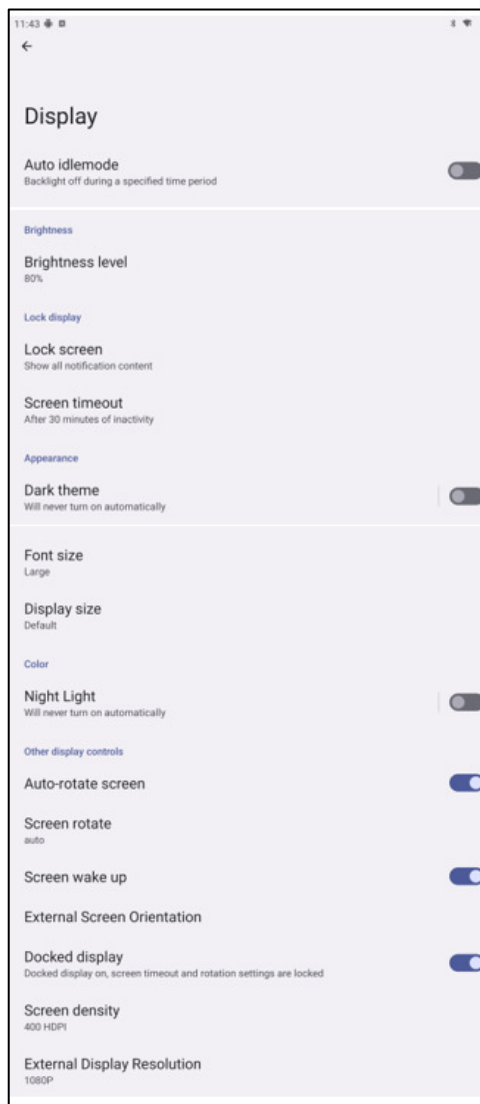 11:43
Display
Auto idlemode
Backlight off during a specified time period
Brightness
Brightness level
80%
Lock display
Lock screen
Show all notification content
Screen timeout
After 30 minutes of inactivity
Appearance
Dark theme
Will never turn on automatically
Font size
Large
Display size
Default
Color
Night Light
Will never turn on automatically
Other display controls
Auto-rotate screen
Screen rotate
auto
Screen wake up
External Screen Orientation
Docked display
Docked display on, screen timeout and rotation settings are locked
Screen density
400 HDPI
External Display Resolution
1080P